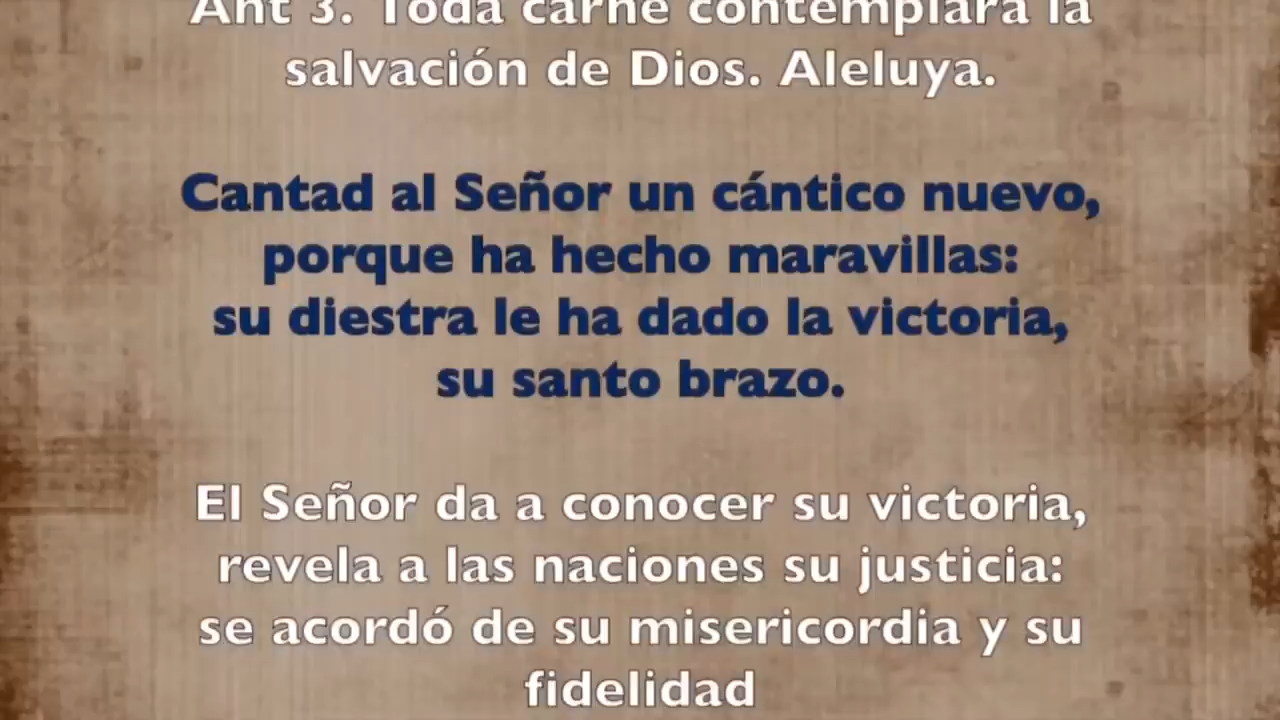 Ant 3. Toda carne contemplará la
salvación de Dios. Aleluya.
Cantad al Señor un cántico nuevo,
porque ha hecho maravillas:
su diestra le ha dado la victoria,
su santo brazo.
El Señor da a conocer su victoria,
revela a las naciones su justicia:
se acordó de su misericordia y su
fidelidad